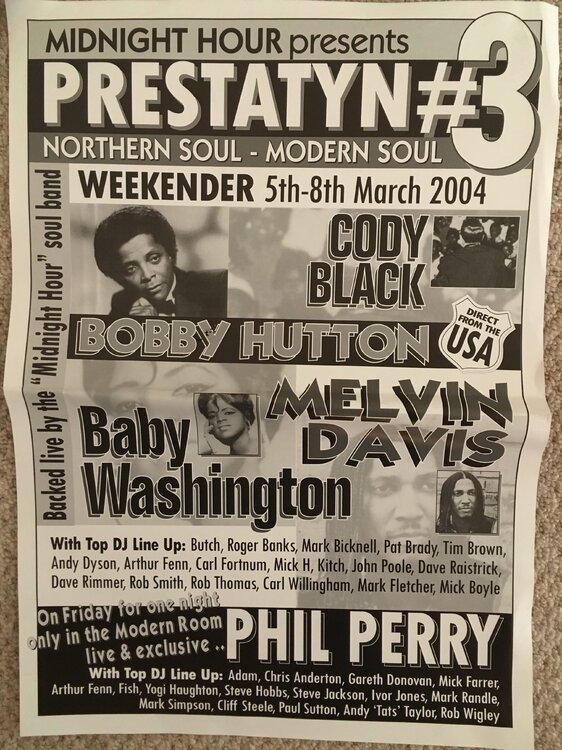 MIDNIGHT HOUR presents
PRESTATYN#3
NORTHERN SOUL - MODERN SOUL
WEEKENDER 5th-8th March 2004
Backed live by the "Midnight Hour" soul band
CODY
BLACK
BOBBY HUTTON
DIRECT
FROM THE
USA
MELVIN
DAVIS
Baby
Washington
With Top DJ Line Up: Butch, Roger Banks, Mark Bicknell, Pat Brady, Tim Brown,
Andy Dyson, Arthur Fenn, Carl Fortnum, Mick H, Kitch, John Poole, Dave Raistrick,
Dave Rimmer, Rob Smith, Rob Thomas, Carl Willingham, Mark Fletcher, Mick Boyle
On Friday for one night
only in the Modern Room
live & exclusive ..
PHIL PERRY
With Top DJ Line Up: Adam, Chris Anderton, Gareth Donovan, Mick Farrer,
Arthur Fenn, Fish, Yogi Haughton, Steve Hobbs, Steve Jackson, Ivor Jones, Mark Randle,
Mark Simpson, Cliff Steele, Paul Sutton, Andy 'Tats' Taylor, Rob Wigley